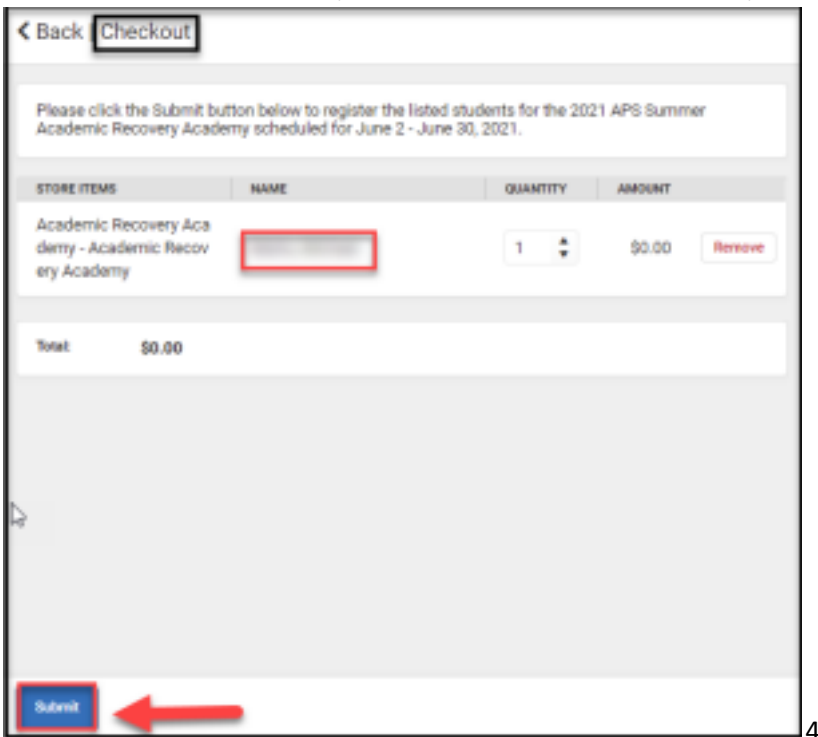 Back | Checkout
Please click the Submit button below to register the listed students for the 2021 APS Summer
Academic Recovery Academy scheduled for June 2 - June 30, 2021.
STORE ITEMS NAME QUANTITY AMOUNT
Academic Recovery Aca
demy - Academic Recov
ery Academy
1 $0.00 Remove
Total: $0.00
Submit
4